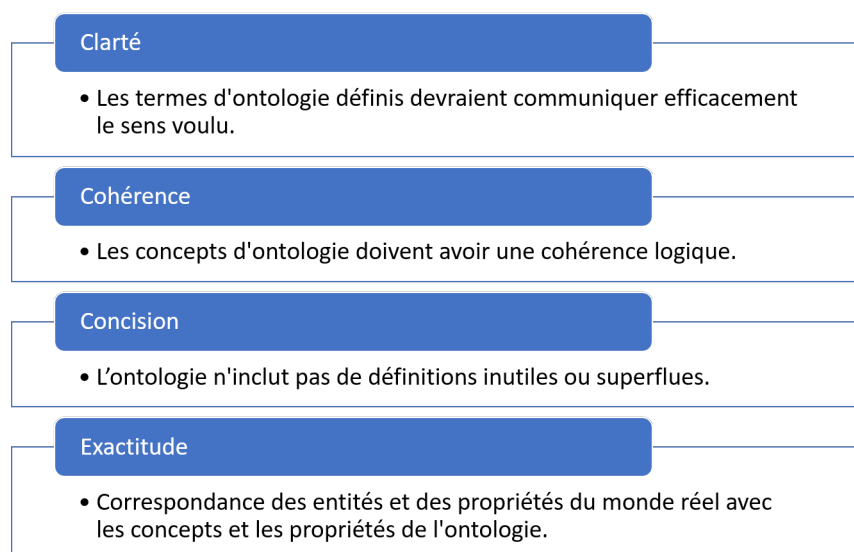 Clarté
• Les termes d'ontologie définis devraient communiquer efficacement
le sens voulu.
Cohérence
• Les concepts d'ontologie doivent avoir une cohérence logique.
Concision
• L’ontologie n'inclut pas de définitions inutiles ou superflues.
Exactitude
• Correspondance des entités et des propriétés du monde réel avec
les concepts et les propriétés de l'ontologie.